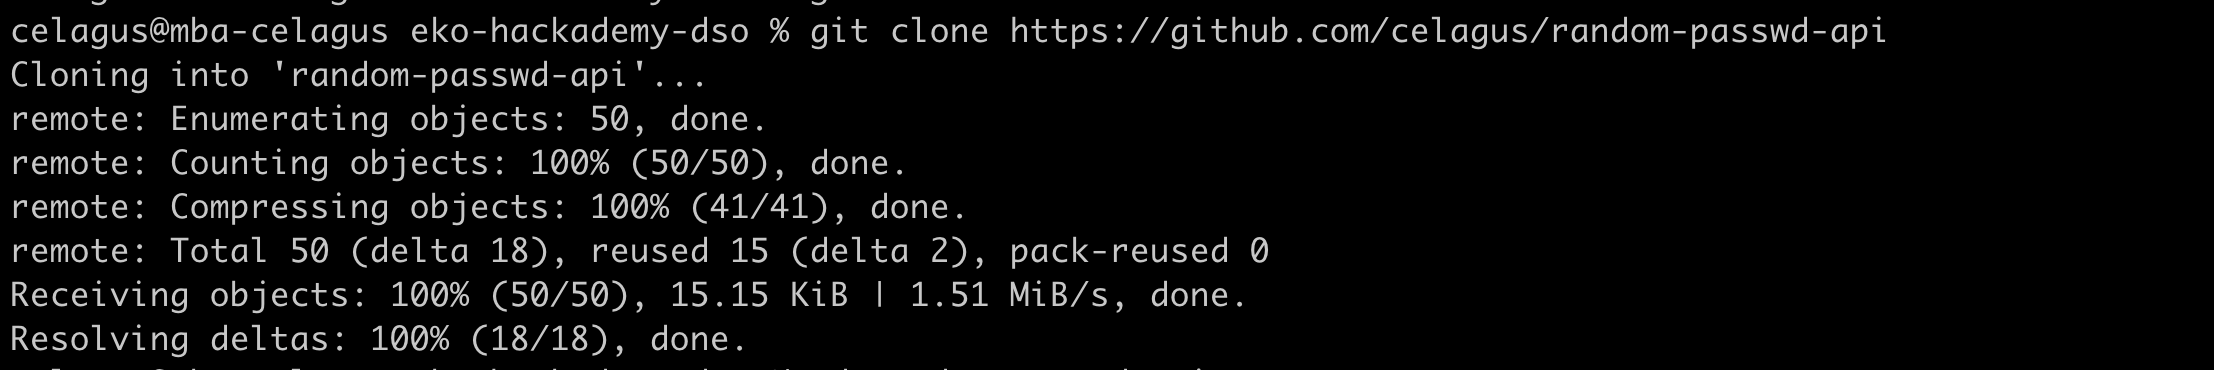 celagus@mba-celagus eko-hackademy-dso % git clone https://github.com/celagus/random-passwd-api
Cloning into 'random-passwd-api'...
remote: Enumerating objects: 50, done.
remote: Counting objects: 100% (50/50), done.
remote: Compressing objects: 100% (41/41), done.
remote: Total 50 (delta 18), reused 15 (delta 2), pack-reused 0
Receiving objects: 100% (50/50), 15.15 KiB | 1.51 MiB/s, done.
Resolving deltas: 100% (18/18), done.